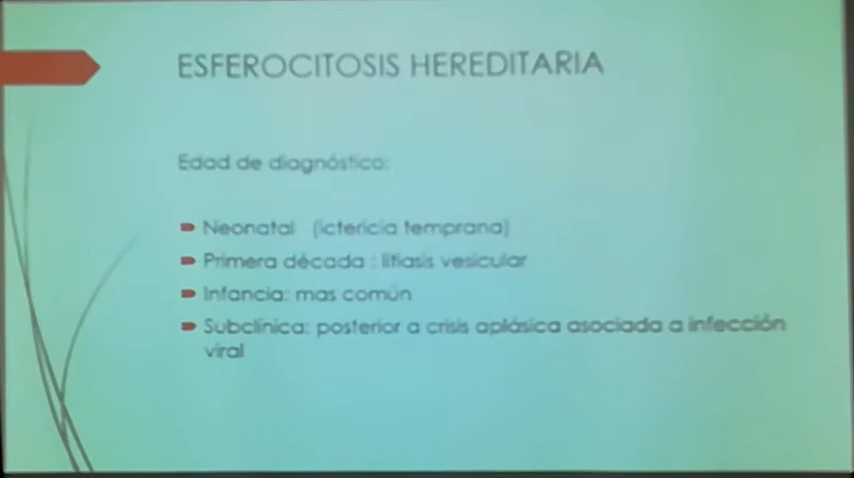 ESFEROCITOSIS HEREDITARIA
Edad de diagnóstico:
Neonatal (ictericia temprana)
Primera década : litiasis vesicular
Infancia: mas común
Subclínica: posterior a crisis aplásica asociada a infección
viral